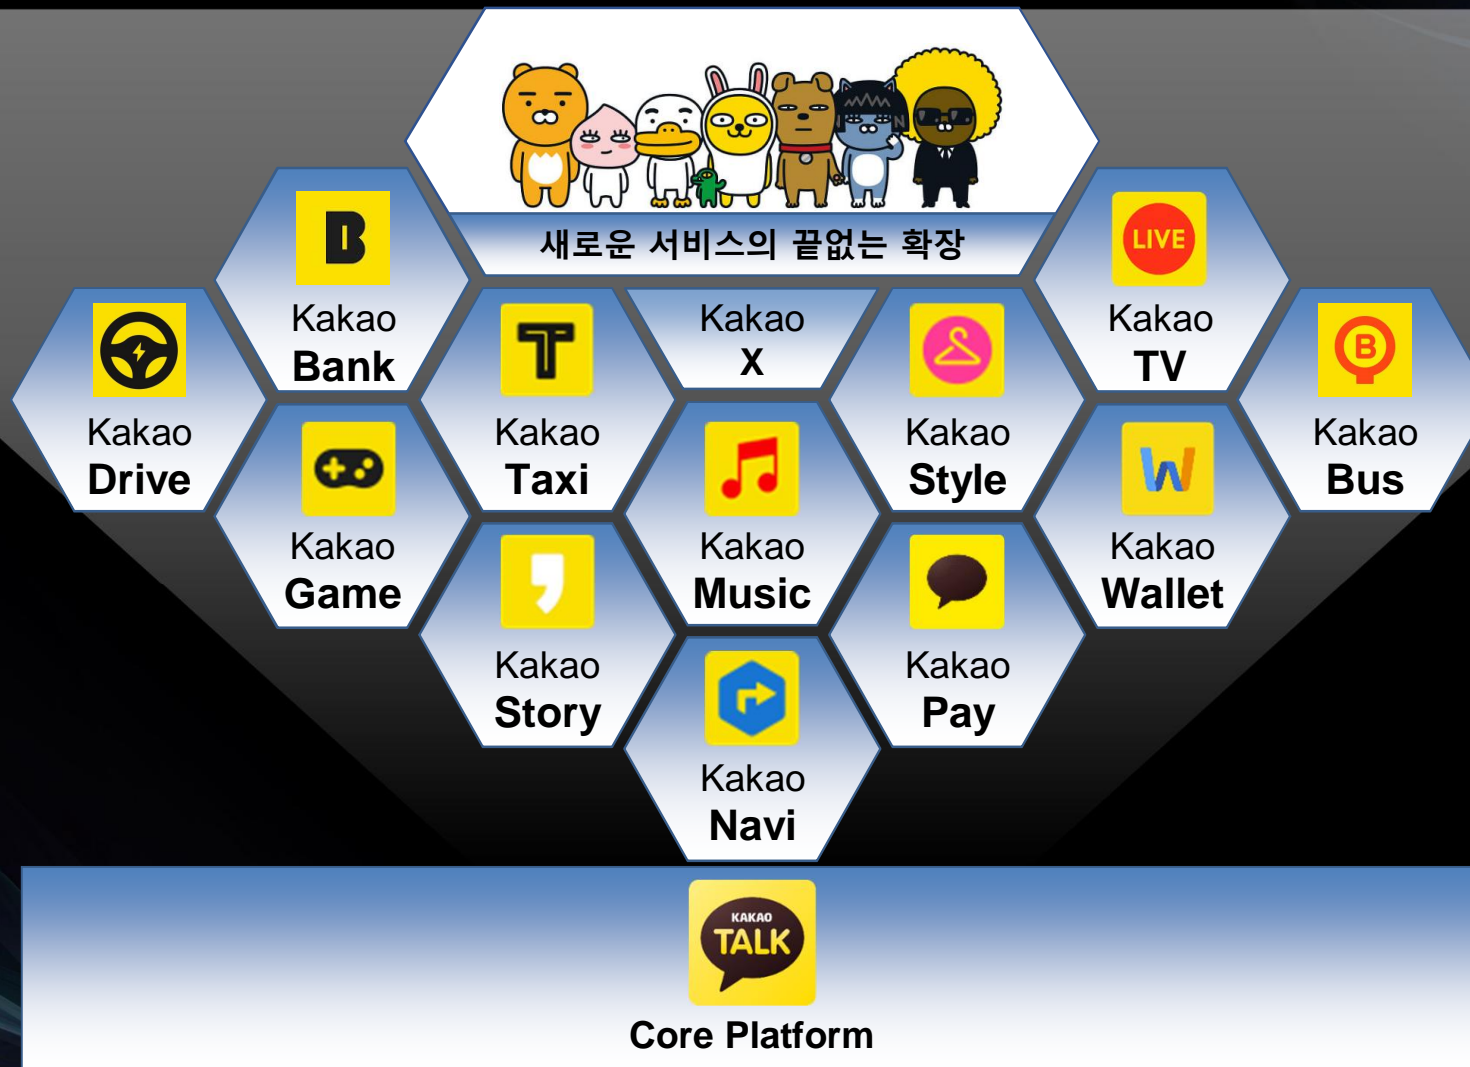 새로운 서비스의 끝없는 확장
B
Kakao
Bank
LIVE
Kakao
TV
Kakao
Drive
T
Kakao
Taxi
Kakao
X
Kakao
Style
B
Kakao
Bus
Kakao
Game
Kakao
Music
W
Kakao
Wallet
Kakao
Story
Kakao
Pay
Kakao
Navi
KAKAO
TALK
Core Platform